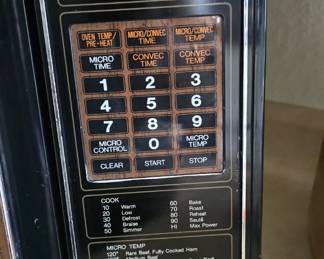 OVEN TEMP/ MICRO/CONVEC MICRO/CONVEC
PRE-HEAT TIME TEMP
MICRO CONVEC CONVEC
TIME TIME TEMP
1 2 3
4 5 6
7 8 9
MICRO 0 MICRO
CONTROL TEMP
CLEAR START STOP
COOK
10 Warm 60 Bake
20 Low 70 Roast
30 Defrost 80 Reheat
40 Braise 90 Sauté
50 Simmer HI Max Power
MICRO TEMP
120° Rare Beef, Fully Cooked Ham